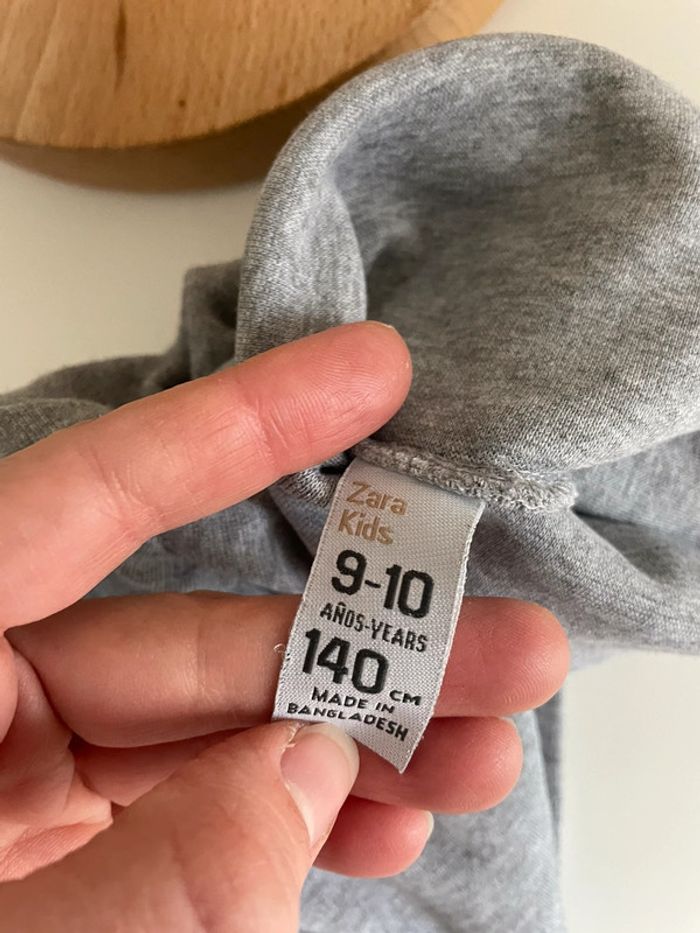 Zara
Kids
9-10
AÑOS-YEARS
140 CM
MADE IN
BANGLADESH